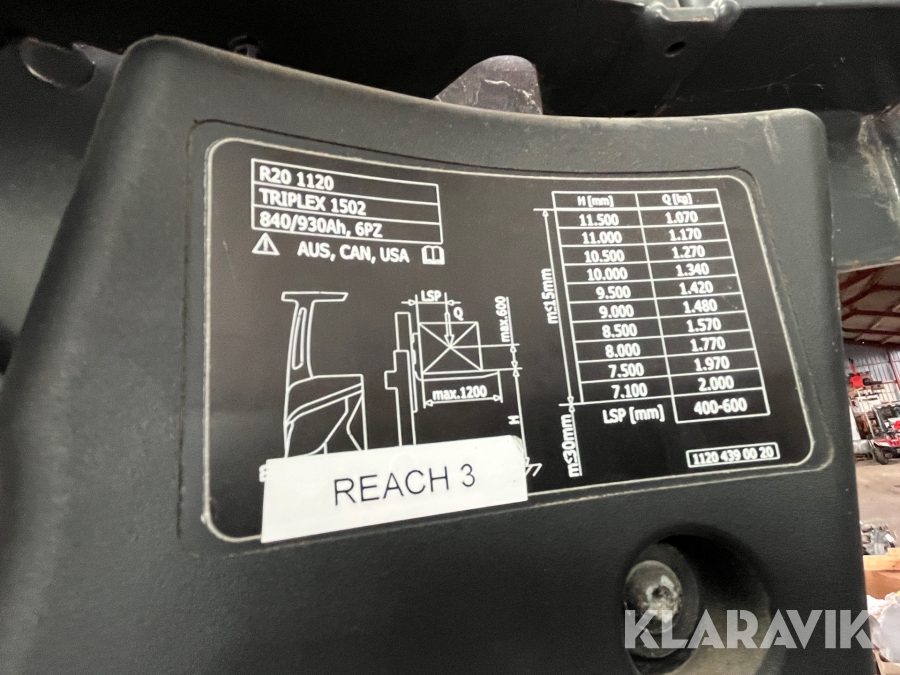 R20 1120
TRIPLEX 1502
840/930Ah, 6PZ
AUS, CAN, USA
LSP
Q
max.600
max.1200
H
REACH 3
m≤15mm
m≤30mm
H [mm] Q [kg]
11.500 1.070
11.000 1.170
10.500 1.270
10.000 1.340
9.500 1.420
9.000 1.480
8.500 1.570
8.000 1.770
7.500 1.970
7.100 2.000
LSP [mm] 400-600
1120 439 00 20
KLARAVIK